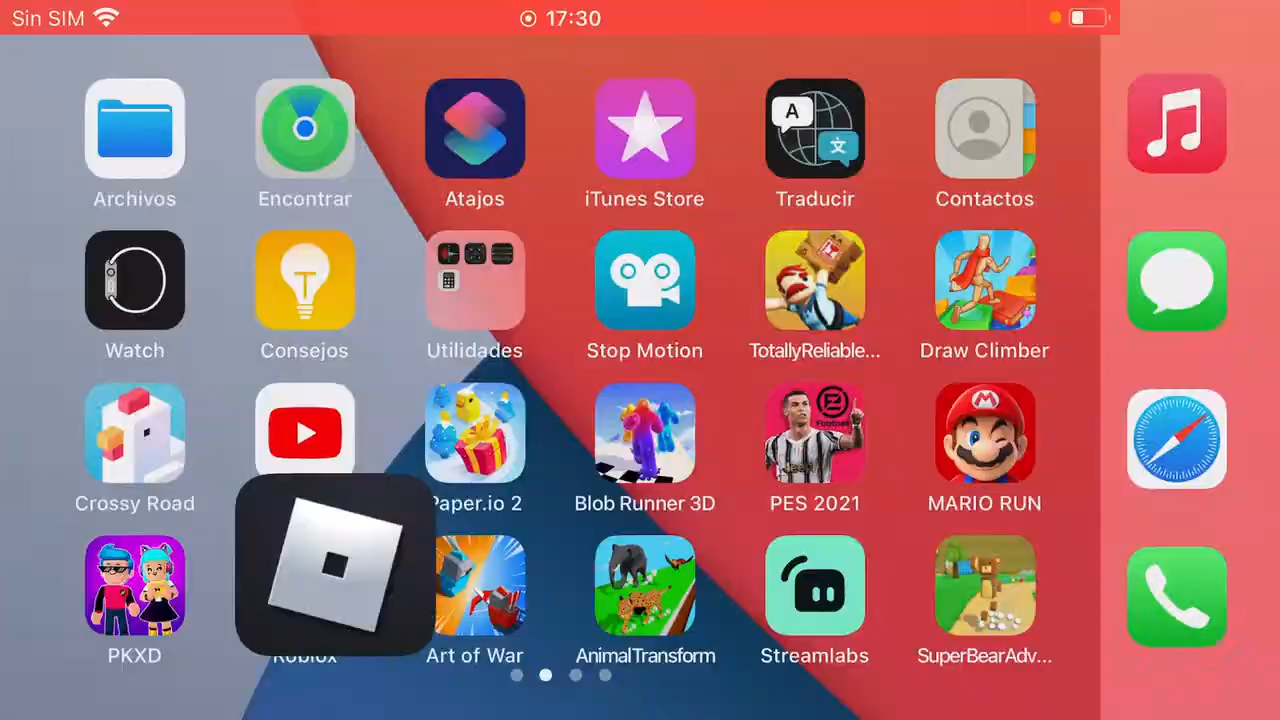 Sin SIM 17:30
Archivos Encontrar Atajos iTunes Store Traducir Contactos
A
文
Watch Consejos Utilidades Stop Motion TotallyReliable... Draw Climber
Crossy Road Paper.io 2 Blob Runner 3D PES 2021 MARIO RUN
PKXD Roblox Art of War AnimalTransform Streamlabs SuperBearAdv...